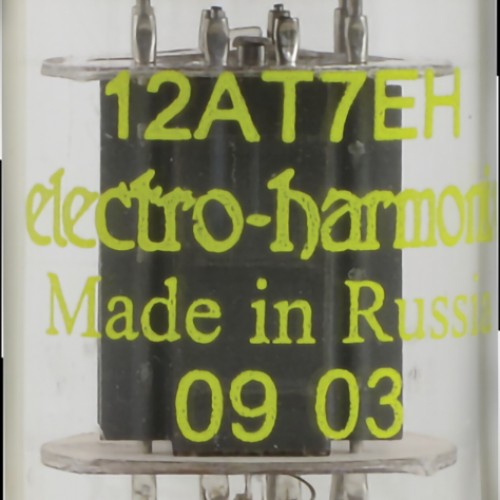 12AT7EH
electro-harmoni
Made in Russia
09 03